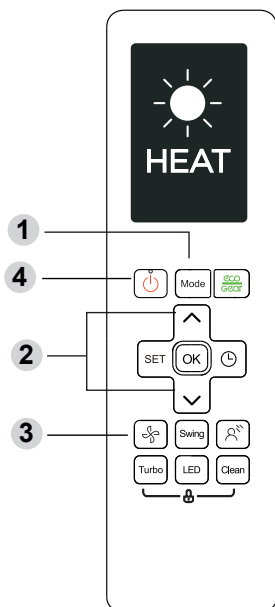 HEAT
1
4
Mode
eco
Gear
2
SET OK
3
Swing
Turbo LED Clean